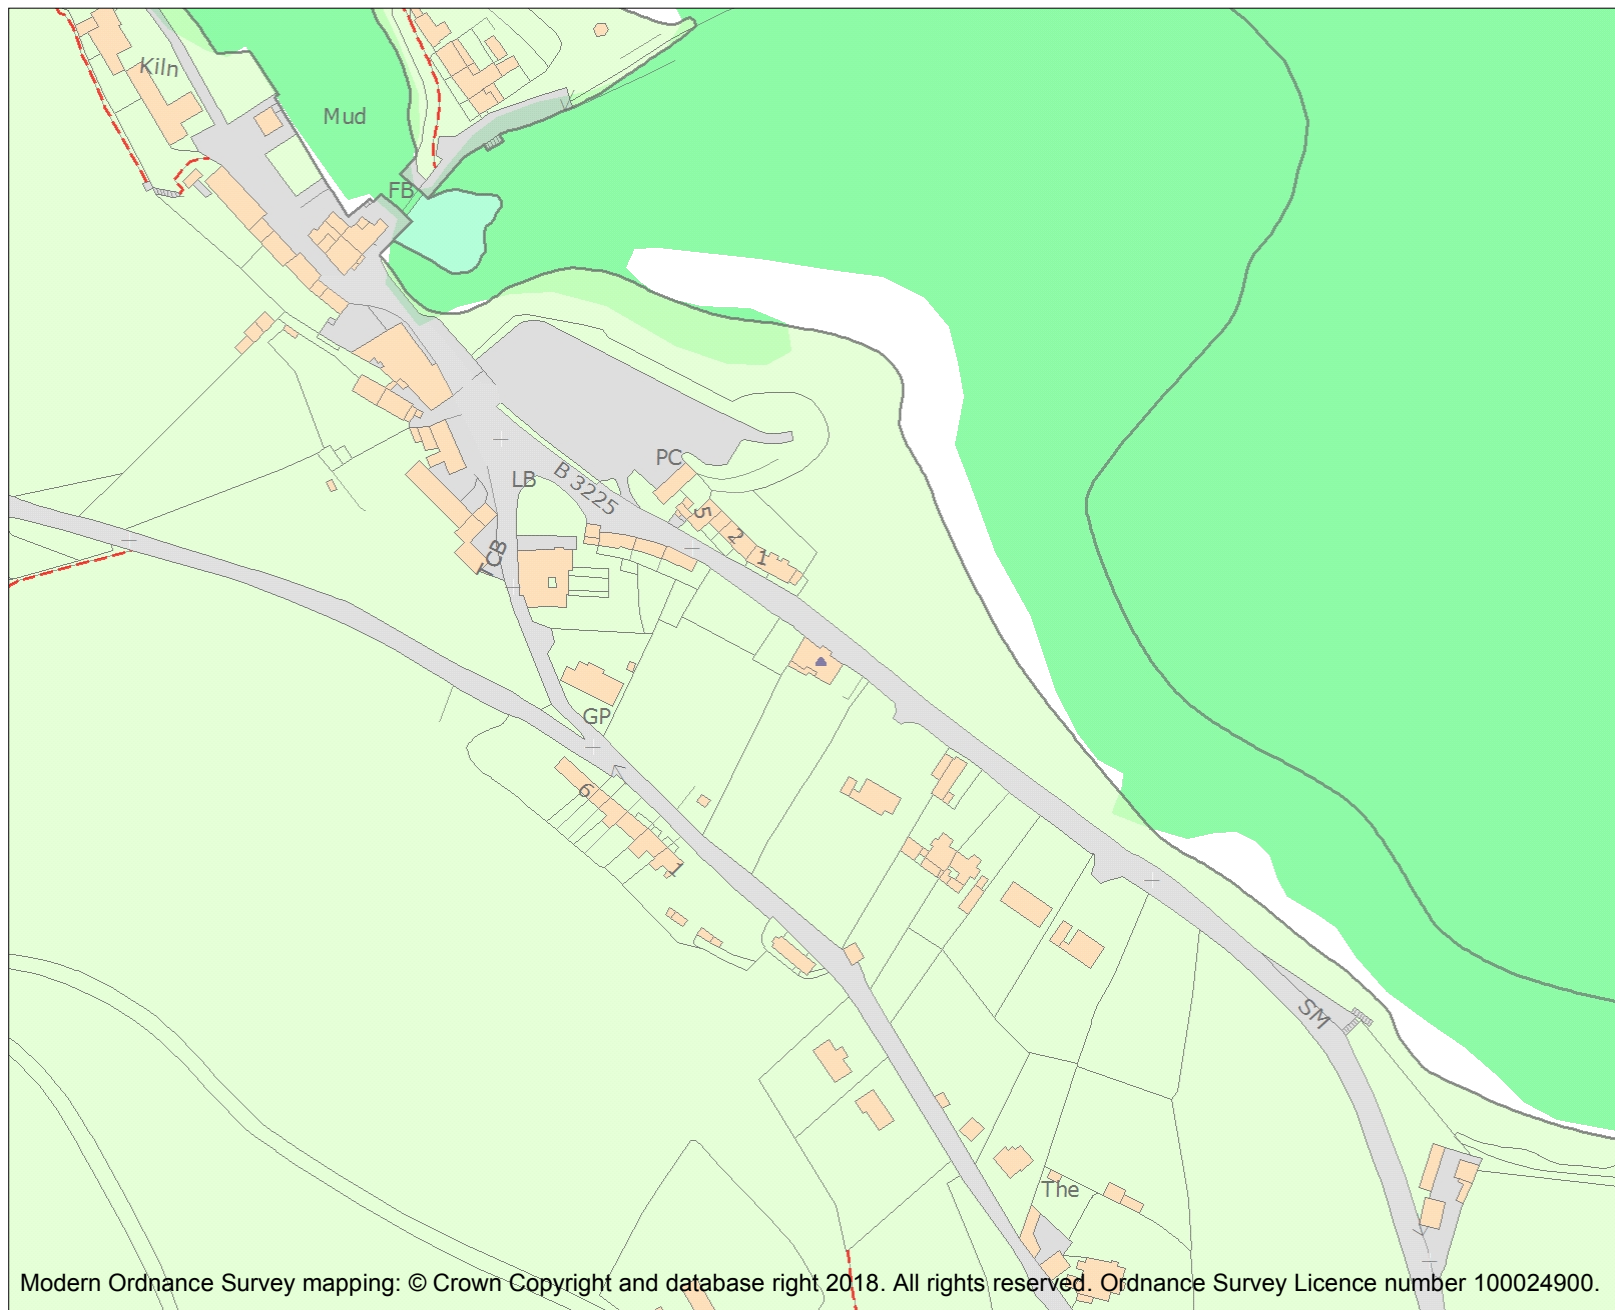 Kiln
Mud
FB
PC
LB
B 3225
5
2
1
TCB
GP
6
1
SM
The
Modern Ordnance Survey mapping: © Crown Copyright and database right 2018. All rights reserved. Ordnance Survey Licence number 100024900.